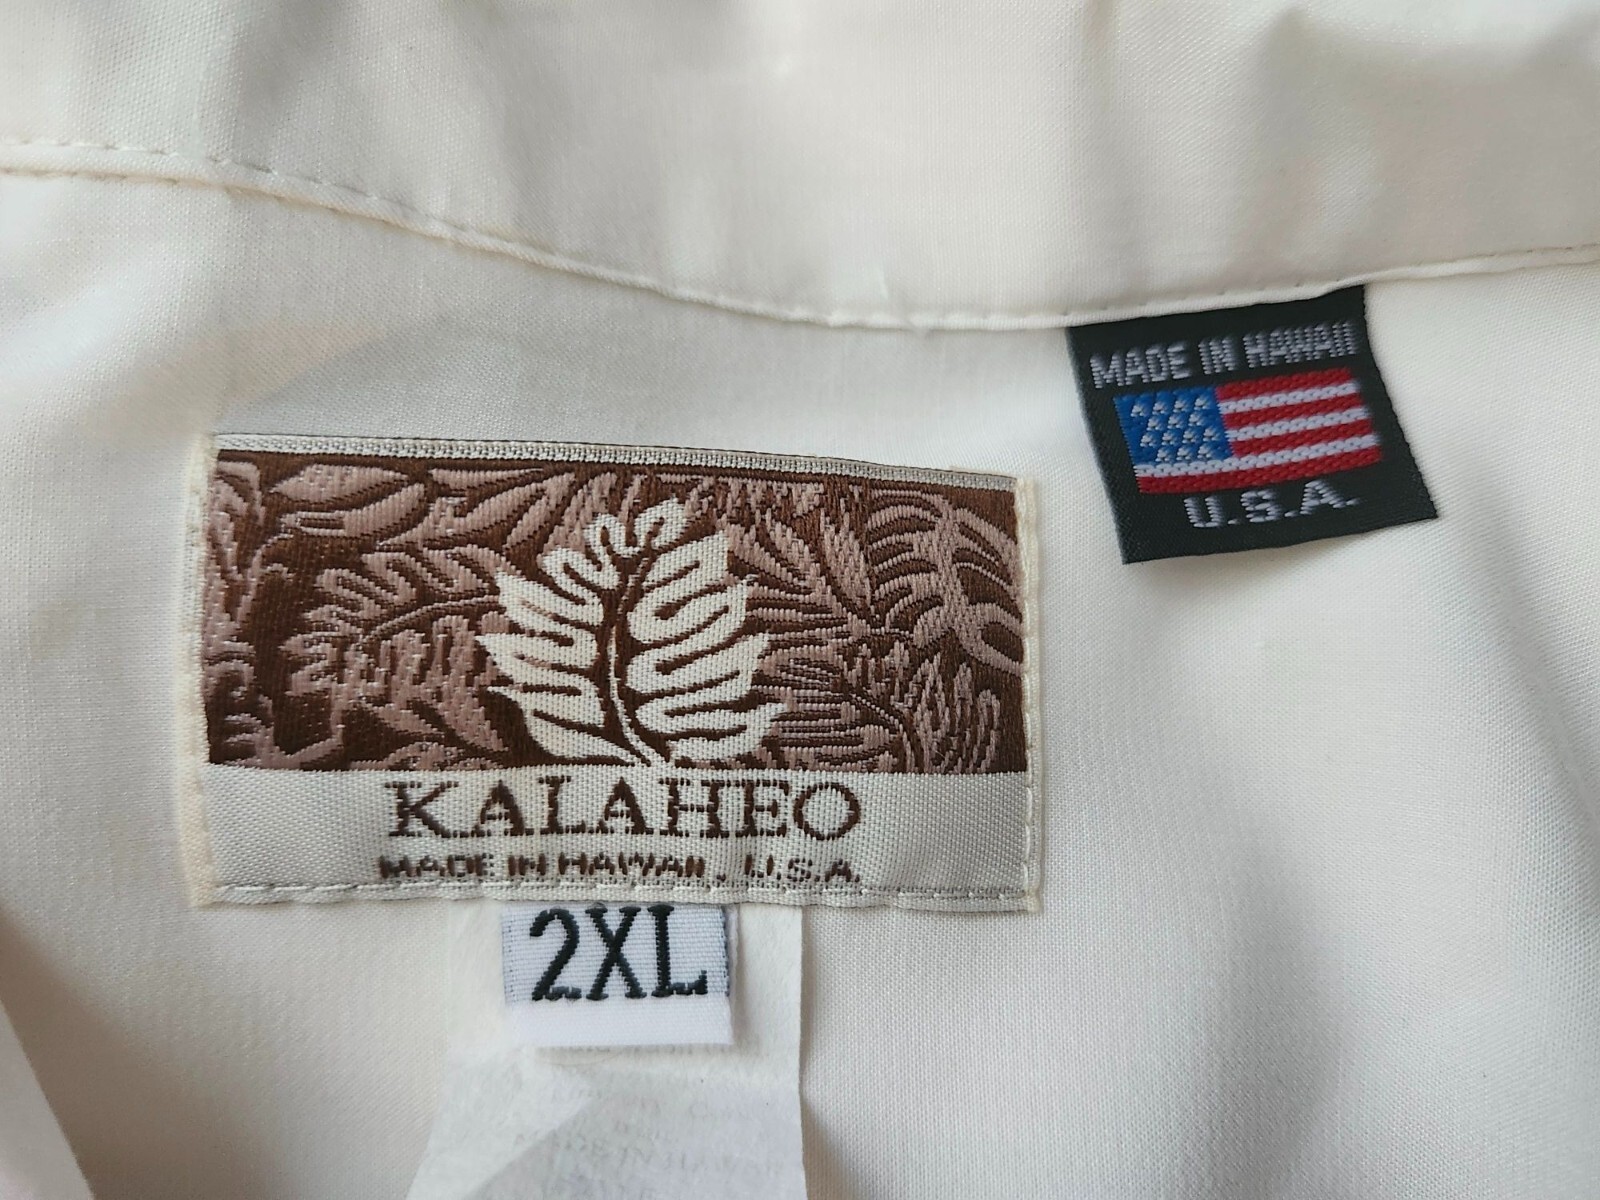 MADE IN HAWAII
U.S.A.
KALAHEO
MADE IN HAWAII, U.S.A.
2XL